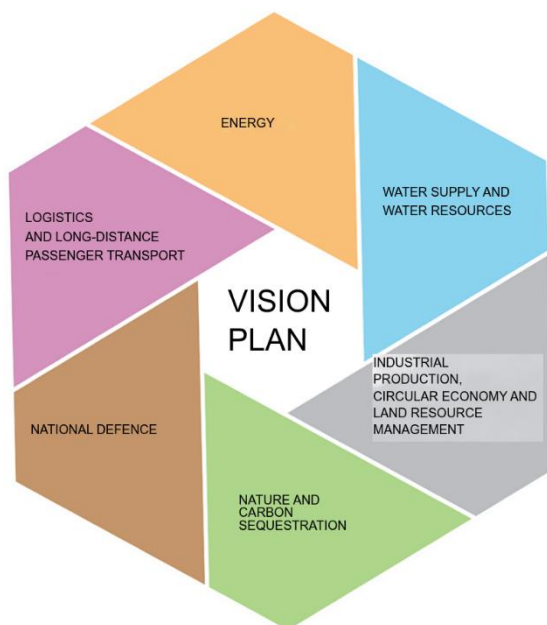 ENERGY
WATER SUPPLY AND
WATER RESOURCES
LOGISTICS
AND LONG-DISTANCE
PASSENGER TRANSPORT
VISION
PLAN
INDUSTRIAL
PRODUCTION,
CIRCULAR ECONOMY AND
LAND RESOURCE
MANAGEMENT
NATIONAL DEFENCE
NATURE AND
CARBON
SEQUESTRATION